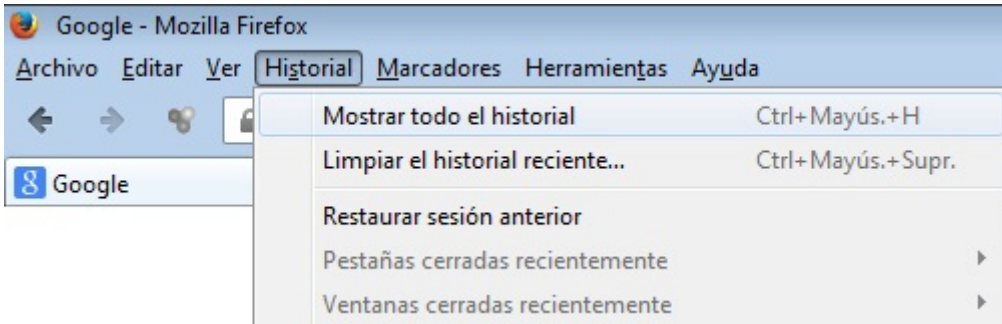 Google - Mozilla Firefox
Archivo Editar Ver Historial Marcadores Herramientas Ayuda
Mostrar todo el historial Ctrl+Mayús.+H
Limpiar el historial reciente... Ctrl+Mayús.+Supr.
8 Google
Restaurar sesión anterior
Pestañas cerradas recientemente
Ventanas cerradas recientemente